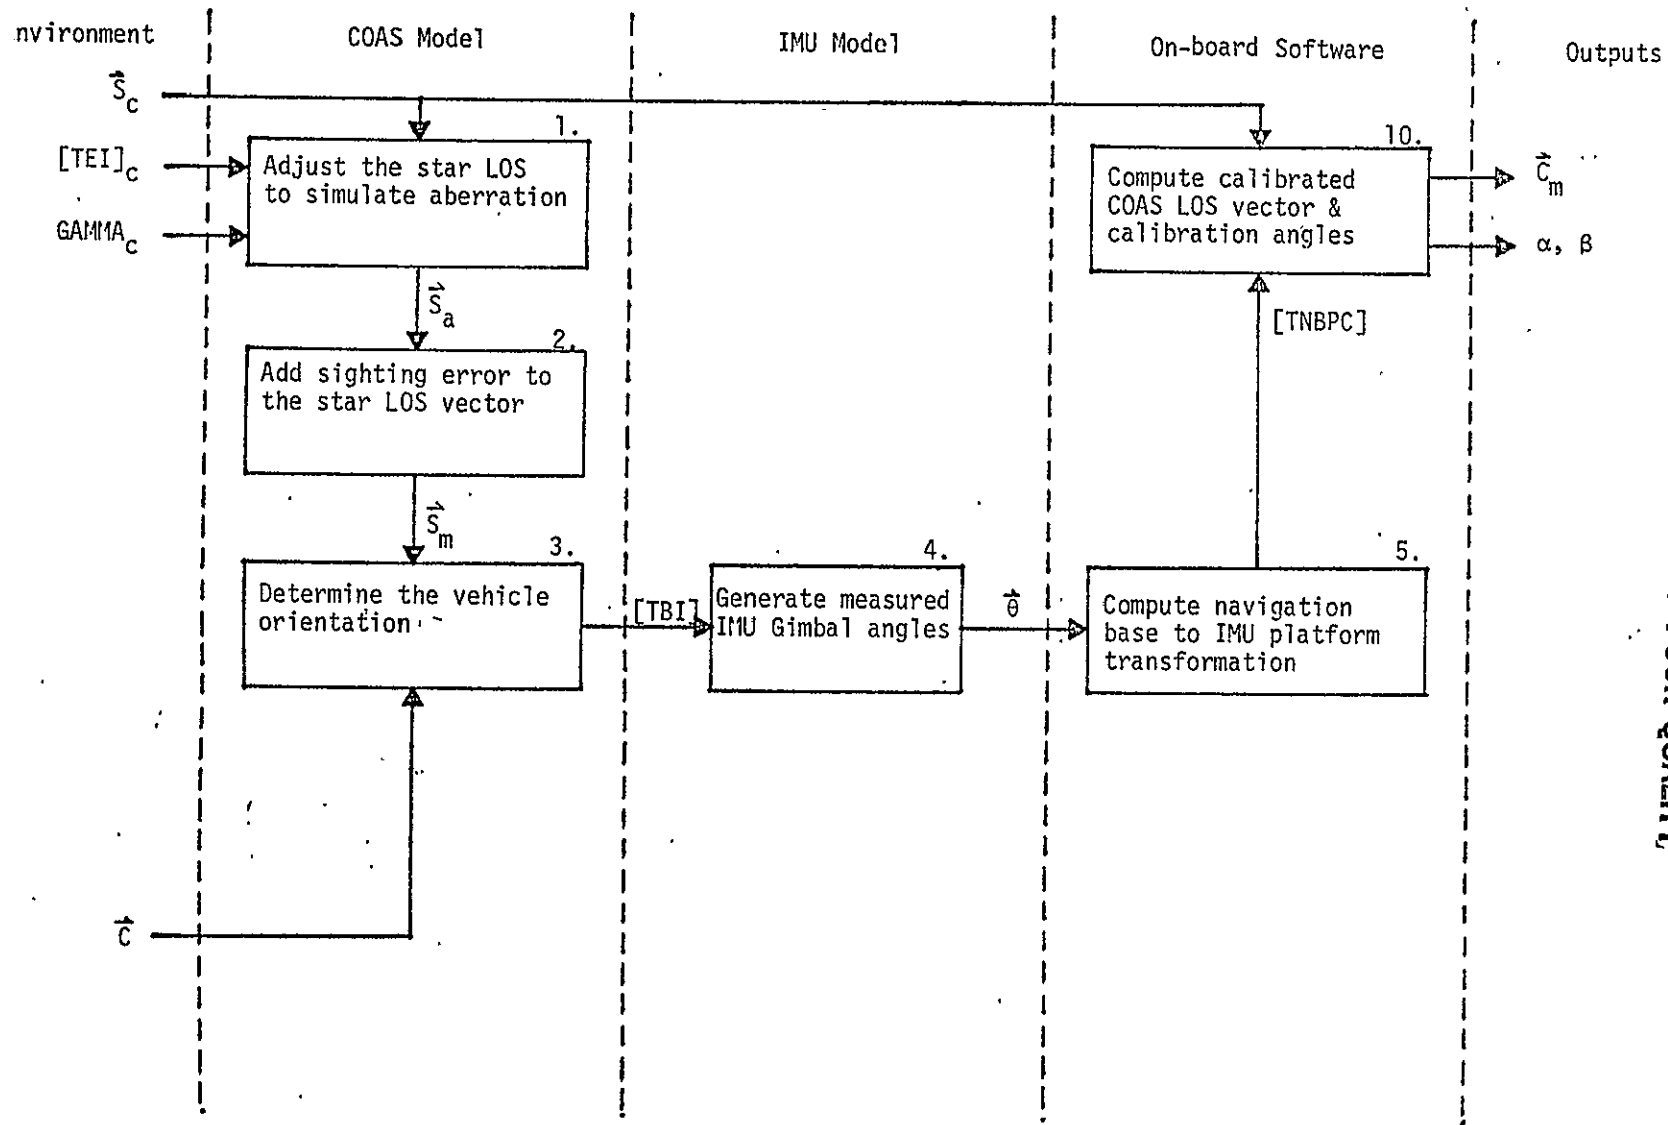 nvironment
COAS Model
IMU Model
On-board Software
Outputs
S⃗c
[TEI]c
GAMMAc
1.
Adjust the star LOS
to simulate aberration
S⃗a
2.
Add sighting error to
the star LOS vector
S⃗m
3.
Determine the vehicle
orientation
C⃗
[TBI]
4.
Generate measured
IMU Gimbal angles
θ⃗
5.
Compute navigation
base to IMU platform
transformation
[TNBPC]
10.
Compute calibrated
COAS LOS vector &
calibration angles
C⃗m
α, β